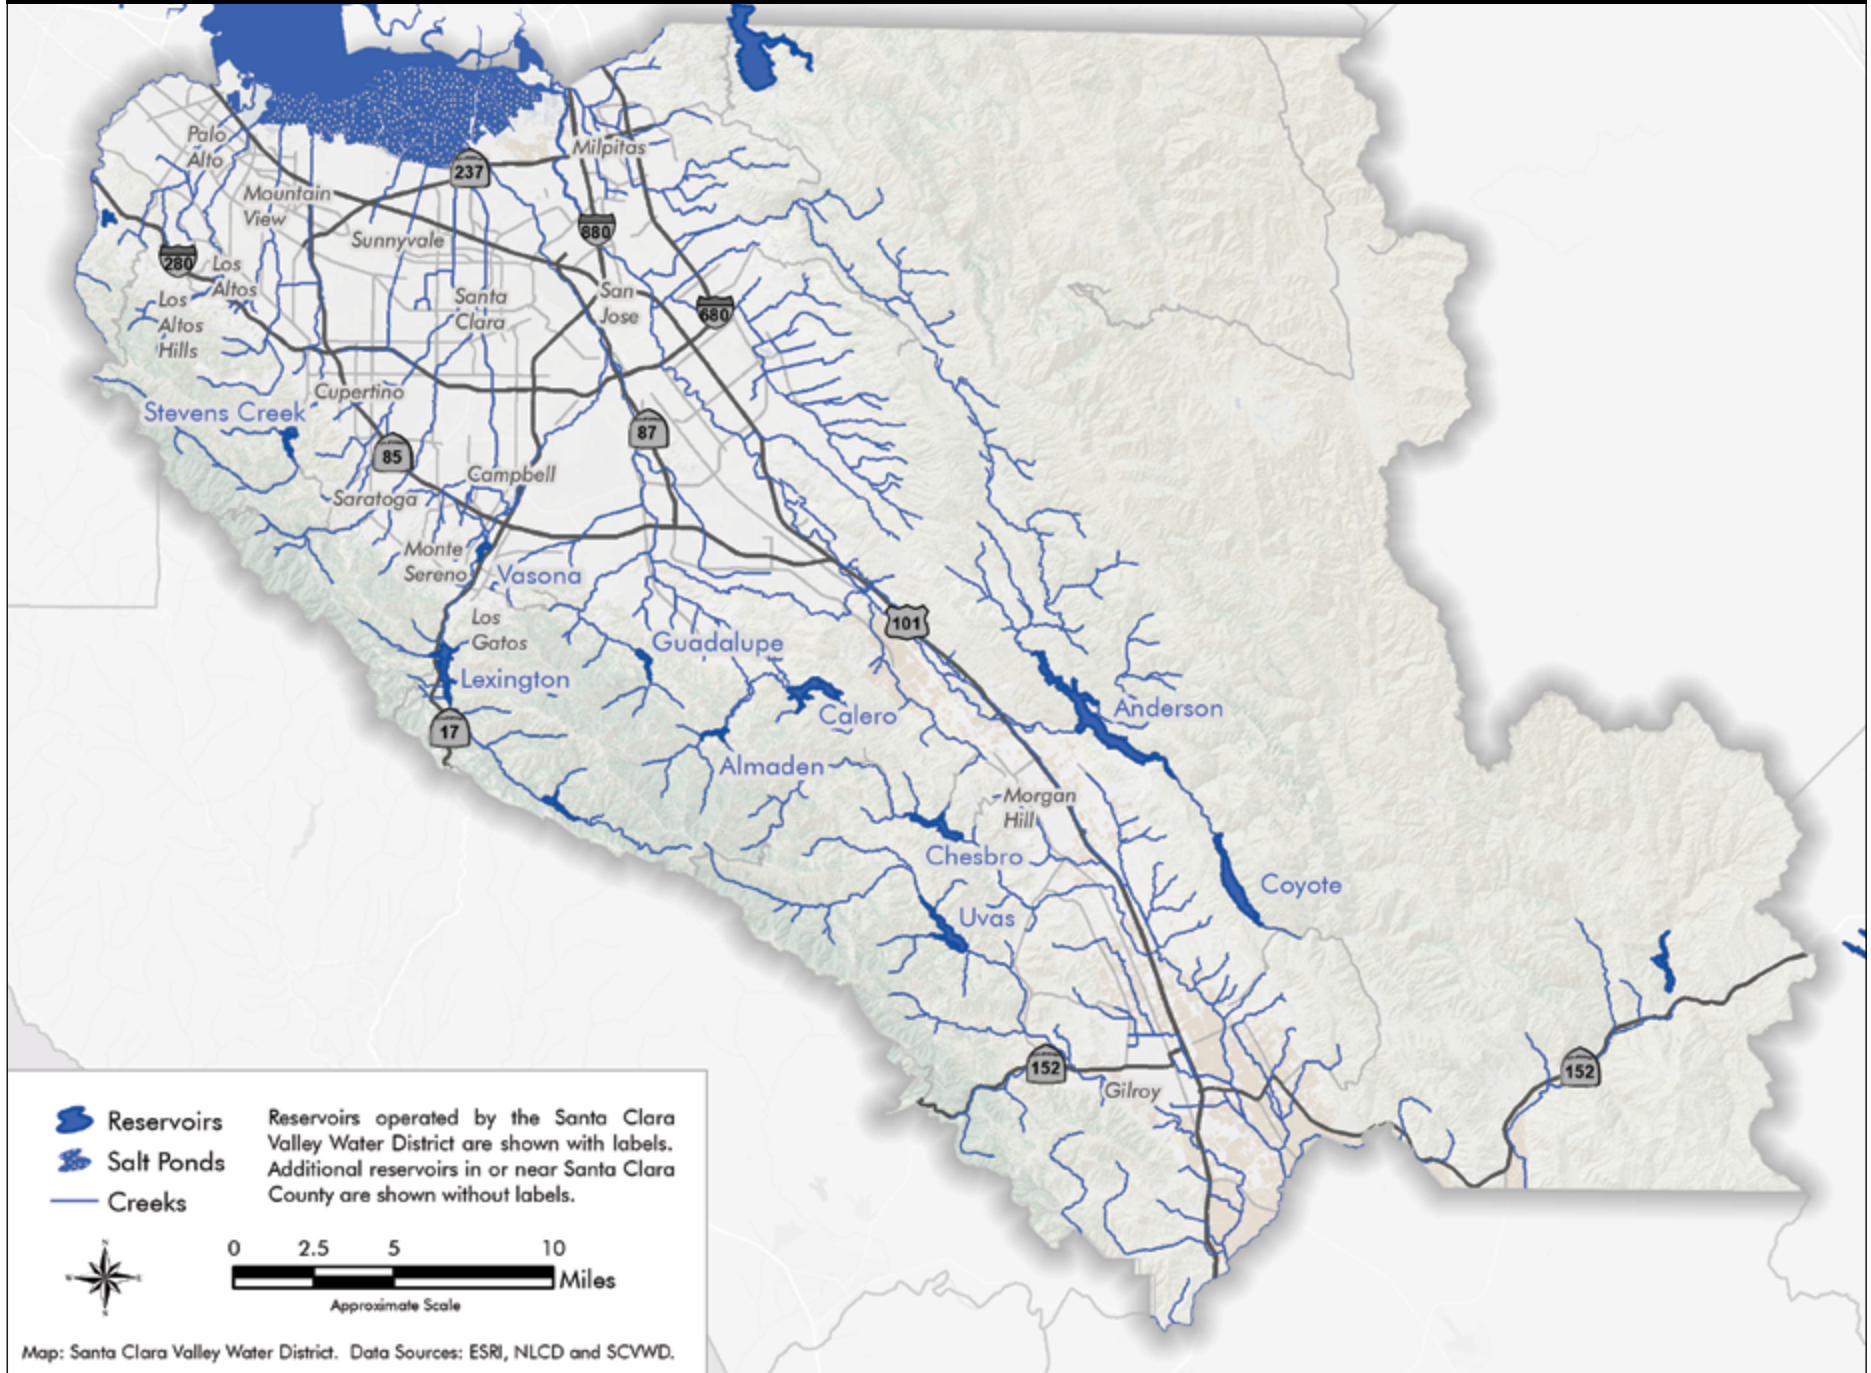 Palo
Alto
237
Milpitas
Mountain
View
880
Sunnyvale
280
Los
Altos
Los
Altos
Hills
Santa
Clara
San
Jose
680
Cupertino
Stevens Creek
87
85
Campbell
Saratoga
Monte
Sereno
Vasona
101
Los
Gatos
Guadalupe
Lexington
Calero
Anderson
17
Almaden
Morgan
Hill
Chesbro
Coyote
Uvas
152
152
Gilroy
Reservoirs
Salt Ponds
Creeks
Reservoirs operated by the Santa Clara
Valley Water District are shown with labels.
Additional reservoirs in or near Santa Clara
County are shown without labels.
N
W E
S
0 2.5 5 10
Miles
Approximate Scale
Map: Santa Clara Valley Water District. Data Sources: ESRI, NLCD and SCVWD.